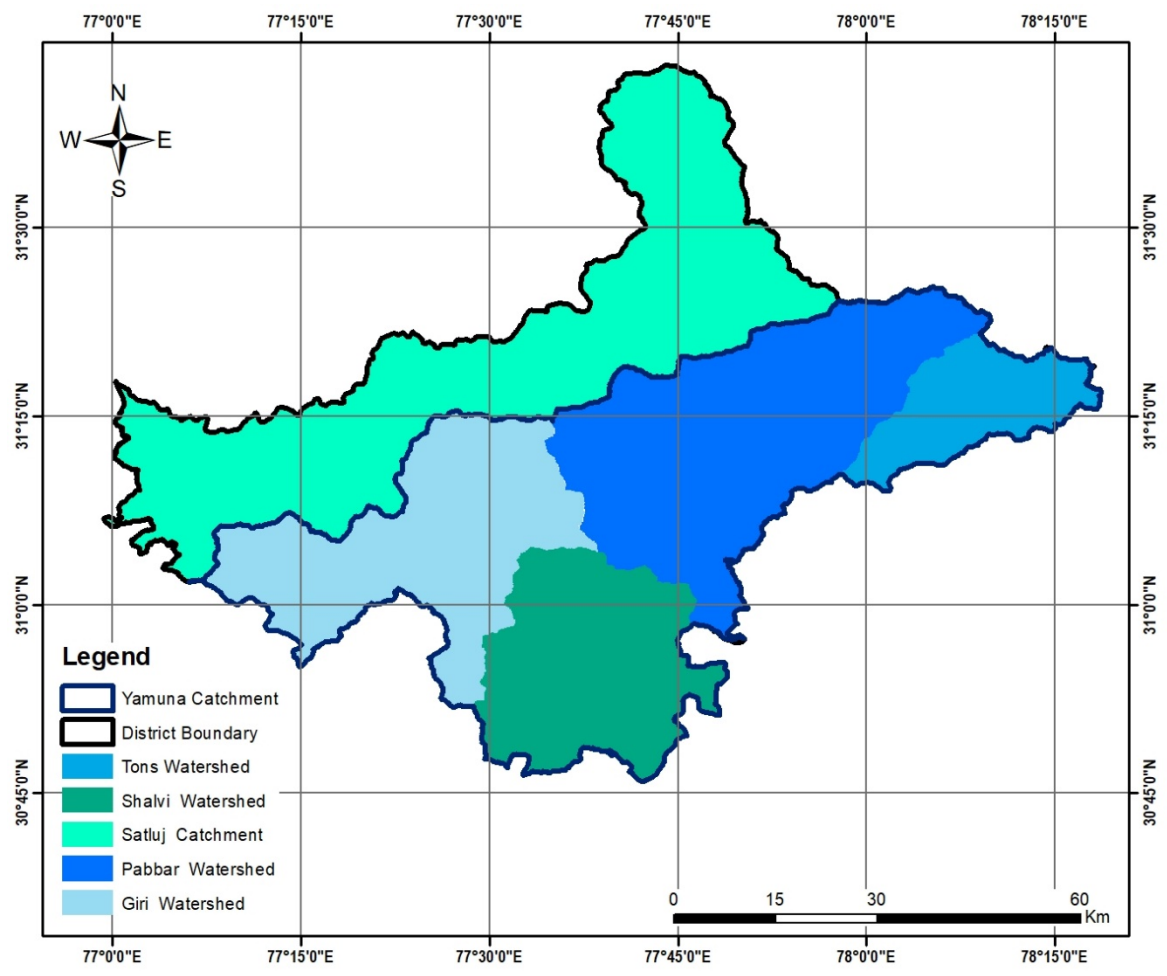 77°0'0"E 77°15'0"E 77°30'0"E 77°45'0"E 78°0'0"E 78°15'0"E
N
W E
S
31°30'0"N 31°30'0"N
31°15'0"N 31°15'0"N
31°0'0"N 31°0'0"N
30°45'0"N 30°45'0"N
Legend
Yamuna Catchment
District Boundary
Tons Watershed
Shalvi Watershed
Satluj Catchment
Pabbar Watershed
Giri Watershed
0 15 30 60
Km
77°0'0"E 77°15'0"E 77°30'0"E 77°45'0"E 78°0'0"E 78°15'0"E